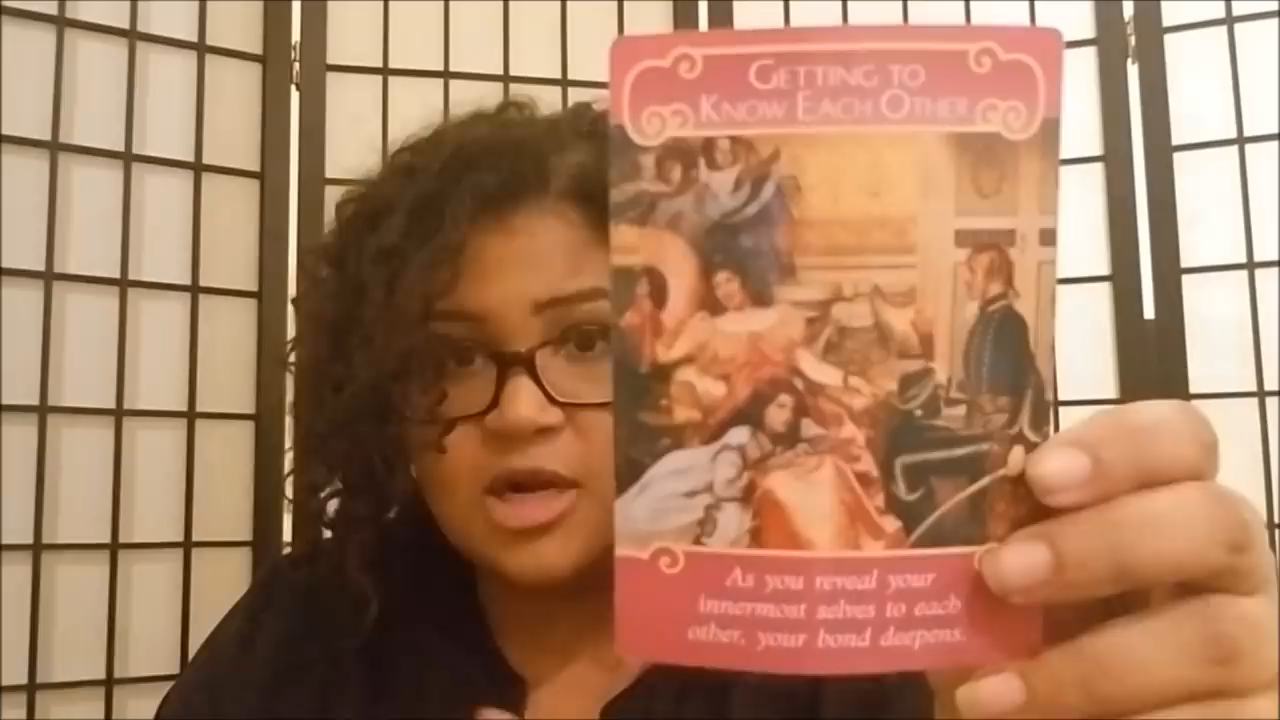 GETTING TO
KNOW EACH OTHER
As you reveal your
innermost selves to each
other, your bond deepens.